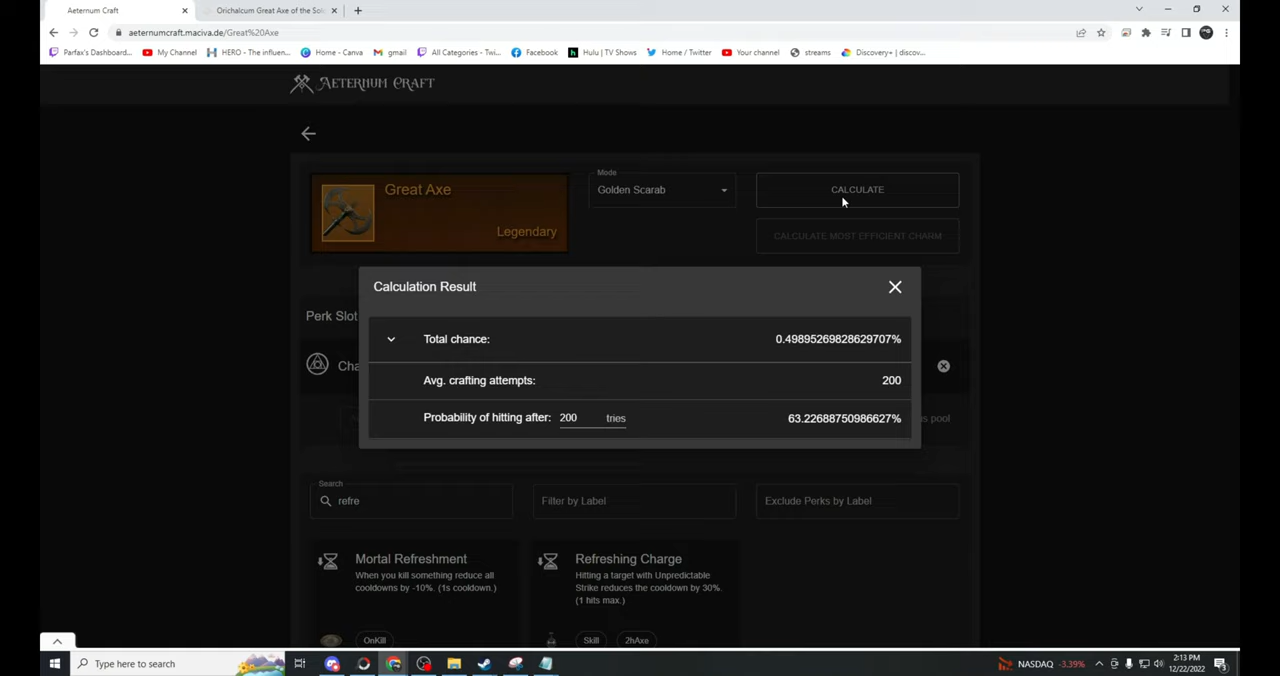 Aeternum Craft
Orichalcum Great Axe of the Sol
aeternumcraft.maciva.de/Great%20Axe
Parfax's Dashboard...
My Channel
HERO - The influen...
Home - Canva
gmail
All Categories - Twi...
Facebook
Hulu | TV Shows
Home / Twitter
Your channel
streams
Discovery+ | discov...
AETERNUM CRAFT
Great Axe
Legendary
Mode
Golden Scarab
CALCULATE
CALCULATE MOST EFFICIENT CHARM
Calculation Result
Perk Slot
Total chance:
0.49895269828629707%
Cha
Avg. crafting attempts:
200
Probability of hitting after: 200 tries
63.22688750986627%
s pool
Search
refre
Filter by Label
Exclude Perks by Label
Mortal Refreshment
When you kill something reduce all
cooldowns by -10%. (1s cooldown.)
OnKill
Refreshing Charge
Hitting a target with Unpredictable
Strike reduces the cooldown by 30%.
(1 hits max.)
Skill
2hAxe
Type here to search
NASDAQ -3.39%
2:13 PM
12/22/2022